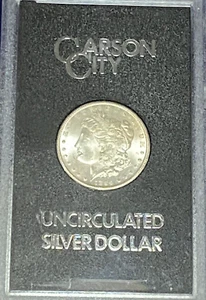 CARSON
CITY
UNCIRCULATED
SILVER DOLLAR